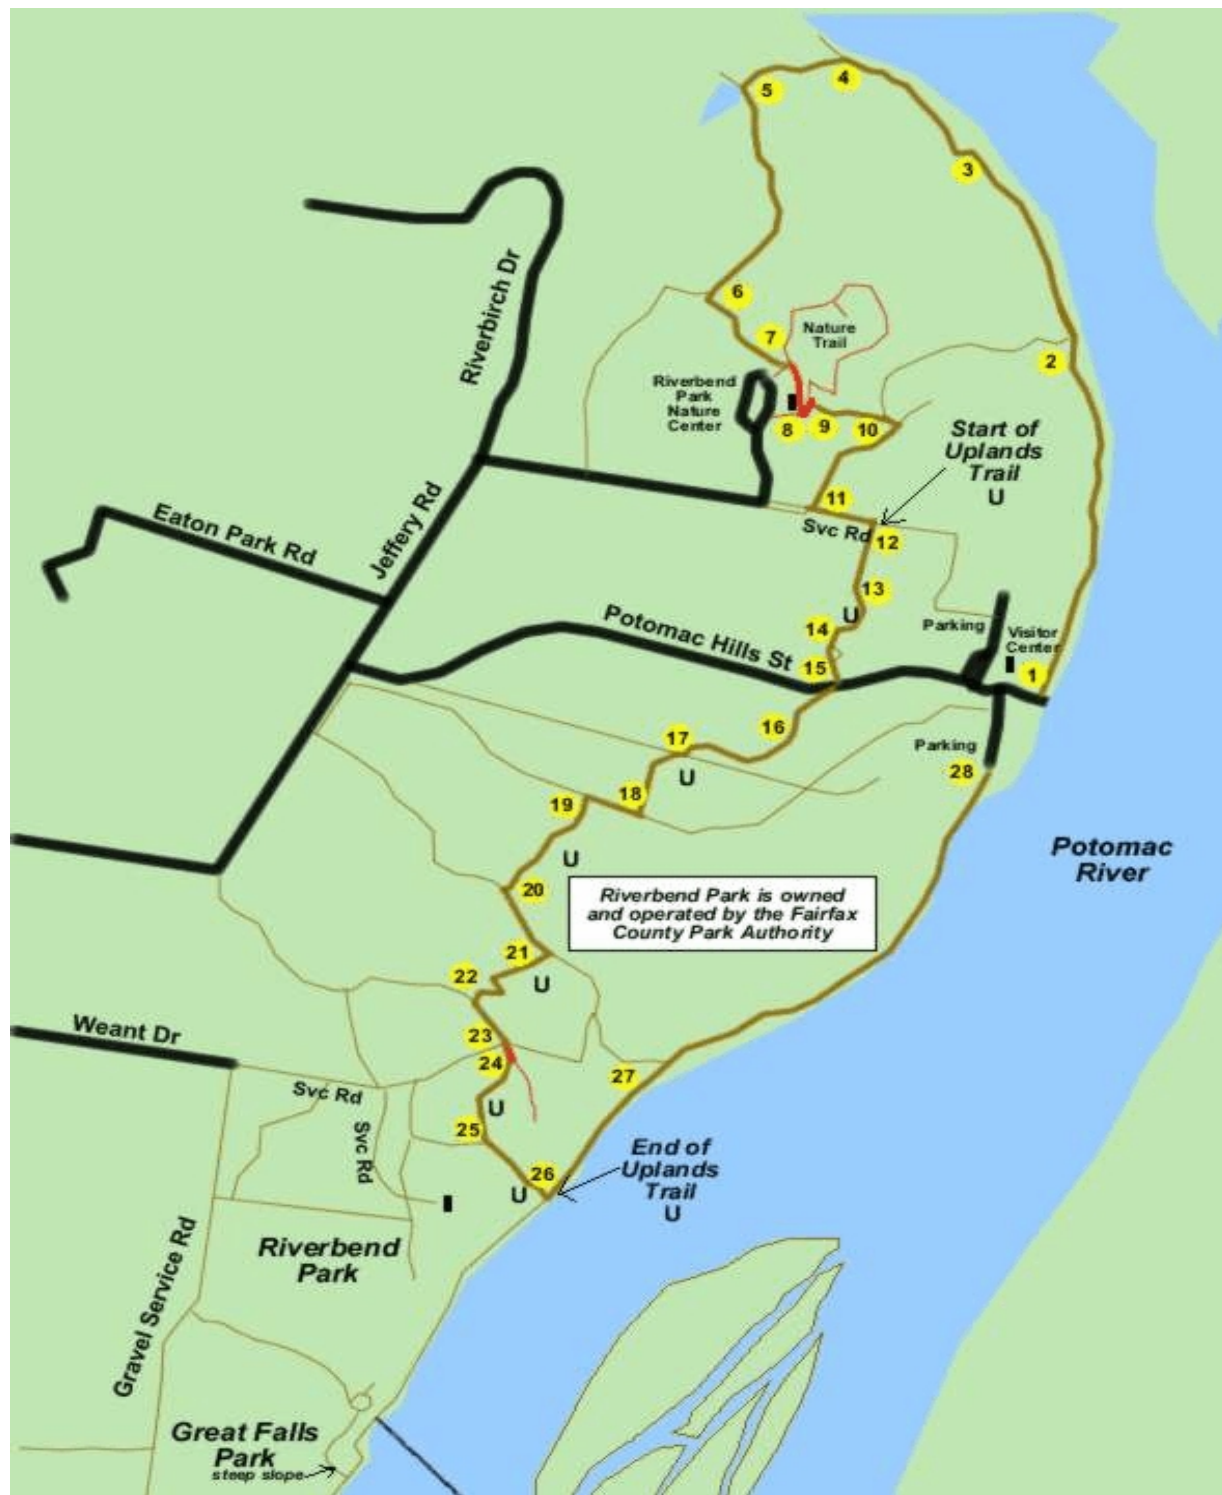 5
4
3
6
7
Nature
Trail
2
Riverbirch Dr
Riverbend
Park
Nature
Center
8
9
10
Start of
Uplands
Trail
U
11
Svc Rd
12
Eaton Park Rd
Jeffery Rd
13
U
14
Potomac Hills St
15
Parking
Visitor
Center
1
16
17
U
Parking
28
18
19
U
Potomac
River
20
Riverbend Park is owned
and operated by the Fairfax
County Park Authority
21
22
U
Weant Dr
23
24
27
Svc Rd
Svc Rd
U
25
26
U
End of
Uplands
Trail
U
Riverbend
Park
Gravel Service Rd
Great Falls
Park
steep slope